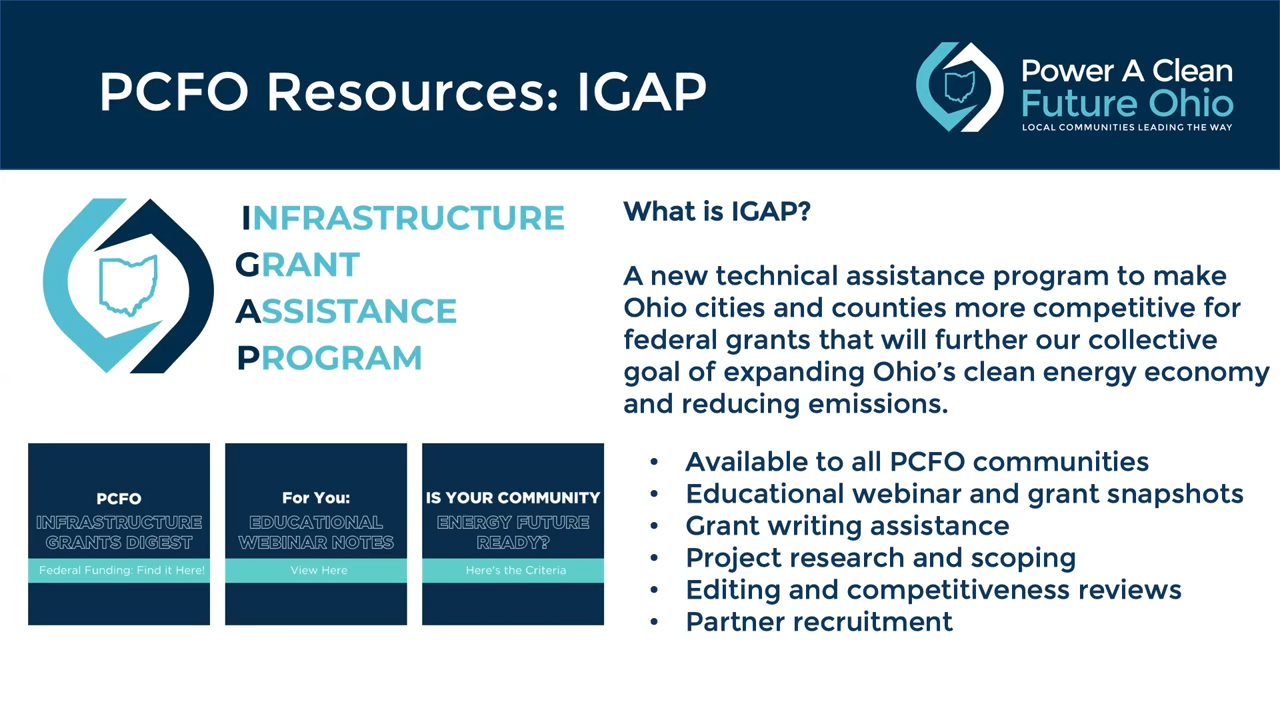 PCFO Resources: IGAP
Power A Clean
Future Ohio
LOCAL COMMUNITIES LEADING THE WAY
INFRASTRUCTURE
GRANT
ASSISTANCE
PROGRAM
What is IGAP?
A new technical assistance program to make
Ohio cities and counties more competitive for
federal grants that will further our collective
goal of expanding Ohio’s clean energy economy
and reducing emissions.
• Available to all PCFO communities
• Educational webinar and grant snapshots
• Grant writing assistance
• Project research and scoping
• Editing and competitiveness reviews
• Partner recruitment
PCFO
INFRASTRUCTURE
GRANTS DIGEST
Federal Funding: Find it Here!
For You:
EDUCATIONAL
WEBINAR NOTES
View Here
IS YOUR COMMUNITY
ENERGY FUTURE
READY?
Here's the Criteria